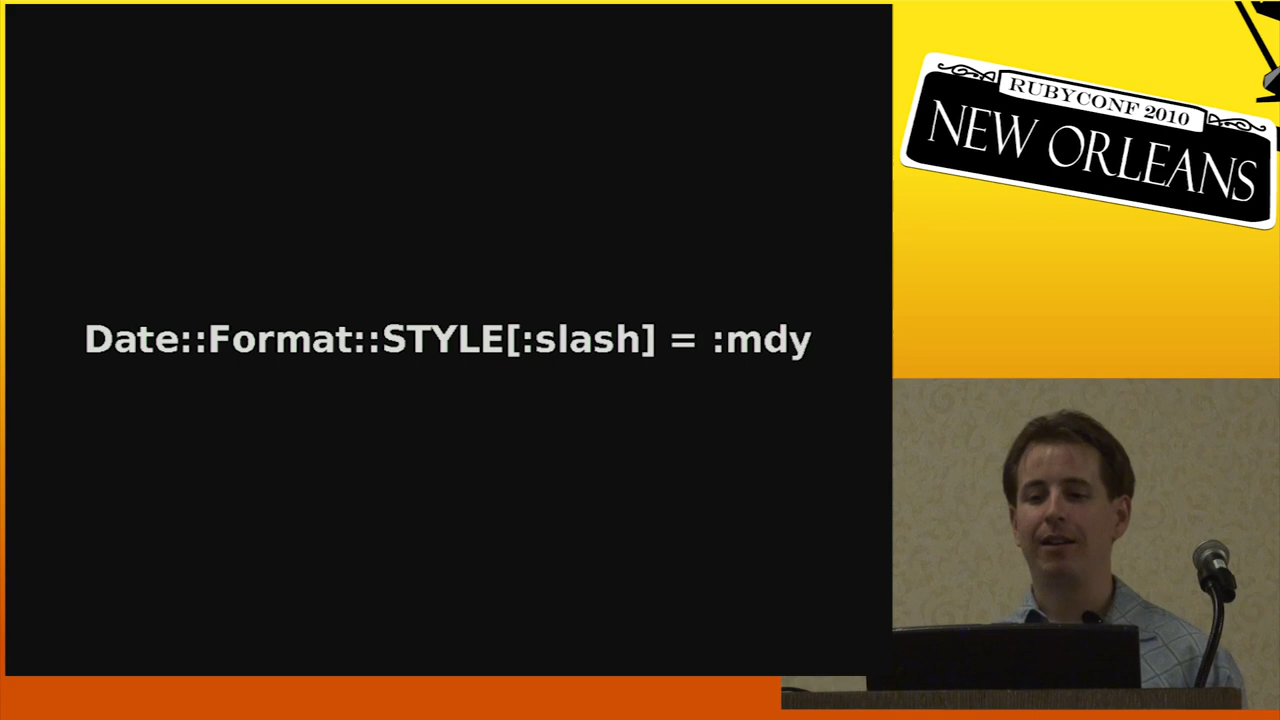 Date::Format::STYLE[:slash] = :mdy
RUBYCONF 2010
NEW ORLEANS